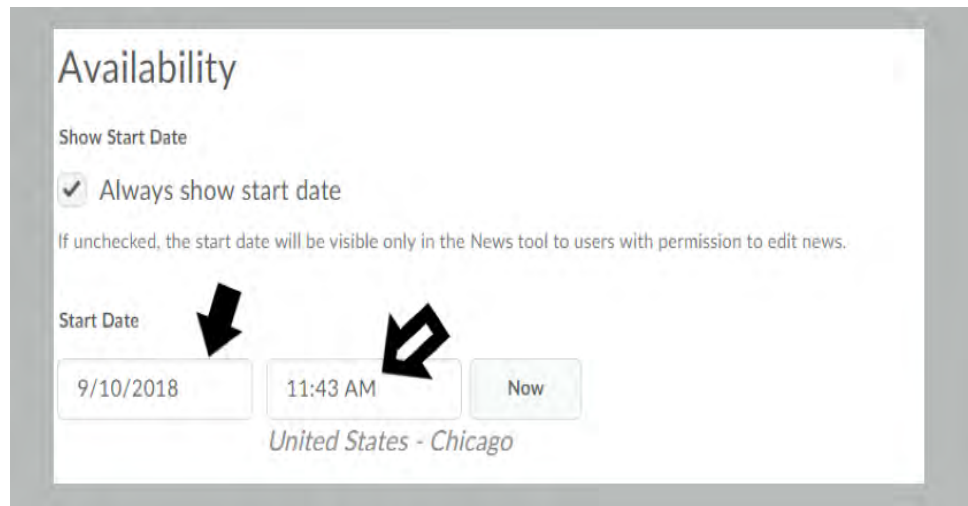 Availability
Show Start Date
Always show start date
If unchecked, the start date will be visible only in the News tool to users with permission to edit news.
Start Date
9/10/2018 11:43 AM Now
United States - Chicago